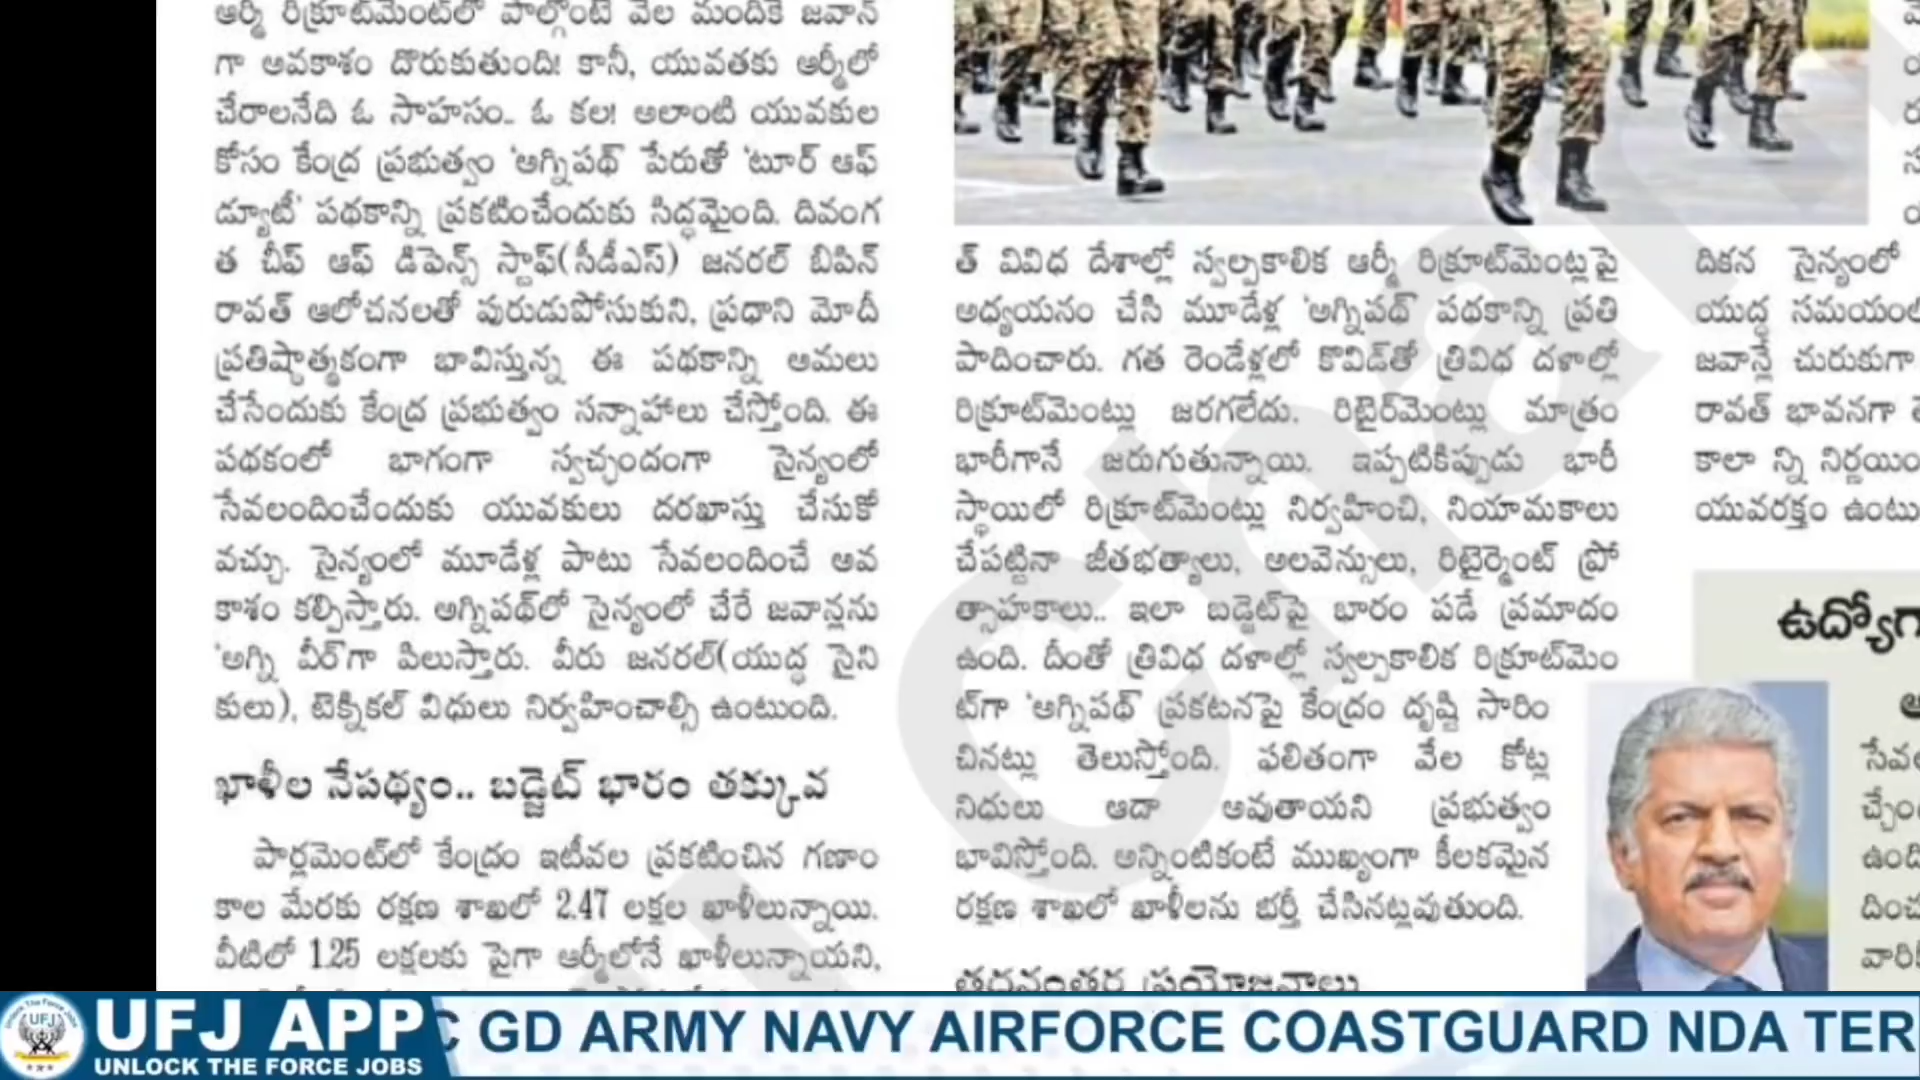 ఆర్మీ రిక్రూట్‌మెంట్‌లో పాల్గొంటే వేల మందికే జవాన్
గా అవకాశం దొరుకుతుంది! కానీ, యువతకు ఆర్మీలో
చేరాలనేది ఓ సాహసం.. ఓ కల! అలాంటి యువకుల
కోసం కేంద్ర ప్రభుత్వం 'అగ్నిపథ్' పేరుతో 'టూర్ ఆఫ్
డ్యూటీ' పథకాన్ని ప్రకటించేందుకు సిద్ధమైంది. దివంగ
త చీఫ్ ఆఫ్ డిఫెన్స్ స్టాఫ్(సీడీఎస్) జనరల్ బిపిన్
రావత్ ఆలోచనలతో పురుడుపోసుకుని, ప్రధాని మోదీ
ప్రతిష్ఠాత్మకంగా భావిస్తున్న ఈ పథకాన్ని అమలు
చేసేందుకు కేంద్ర ప్రభుత్వం సన్నాహాలు చేస్తోంది. ఈ
పథకంలో భాగంగా స్వచ్ఛందంగా సైన్యంలో
సేవలందించేందుకు యువకులు దరఖాస్తు చేసుకో
వచ్చు. సైన్యంలో మూడేళ్ల పాటు సేవలందించే అవ
కాశం కల్పిస్తారు. అగ్నిపథ్‌లో సైన్యంలో చేరే జవాన్లను
'అగ్ని వీర్'గా పిలుస్తారు. వీరు జనరల్(యుద్ధ సైని
కులు), టెక్నికల్ విధులు నిర్వహించాల్సి ఉంటుంది.
ఖాళీల నేపథ్యం.. బడ్జెట్ భారం తక్కువ
పార్లమెంట్‌లో కేంద్రం ఇటీవల ప్రకటించిన గణాం
కాల మేరకు రక్షణ శాఖలో 2.47 లక్షల ఖాళీలున్నాయి.
వీటిలో 1.25 లక్షలకు పైగా ఆర్మీలోనే ఖాళీలున్నాయని,
త్ వివిధ దేశాల్లో స్వల్పకాలిక ఆర్మీ రిక్రూట్‌మెంట్లపై
అధ్యయనం చేసి మూడేళ్ల 'అగ్నిపథ్' పథకాన్ని ప్రతి
పాదించారు. గత రెండేళ్లలో కొవిడ్‌తో త్రివిధ దళాల్లో
రిక్రూట్‌మెంట్లు జరగలేదు. రిటైర్‌మెంట్లు మాత్రం
భారీగానే జరుగుతున్నాయి. ఇప్పటికిప్పుడు భారీ
స్థాయిలో రిక్రూట్‌మెంట్లు నిర్వహించి, నియామకాలు
చేపట్టినా జీతభత్యాలు, అలవెన్సులు, రిటైర్మెంట్ ప్రో
త్సాహకాలు.. ఇలా బడ్జెట్‌పై భారం పడే ప్రమాదం
ఉంది. దీంతో త్రివిధ దళాల్లో స్వల్పకాలిక రిక్రూట్‌మెం
ట్‌గా 'అగ్నిపథ్' ప్రకటనపై కేంద్రం దృష్టి సారిం
చినట్లు తెలుస్తోంది. ఫలితంగా వేల కోట్ల
నిధులు ఆదా అవుతాయని ప్రభుత్వం
భావిస్తోంది. అన్నింటికంటే ముఖ్యంగా కీలకమైన
రక్షణ శాఖలో ఖాళీలను భర్తీ చేసినట్లవుతుంది.
తదనంతర ప్రయోజనాలు
దికన సైన్యంలో
యుద్ధ
జవాన్లే చురుకుగా
రావత్ భావనగా
కాలా న్ని
యువరక్తం
UFJ APP
UNLOCK THE FORCE JOBS
GD ARMY NAVY AIRFORCE COASTGUARD NDA TER